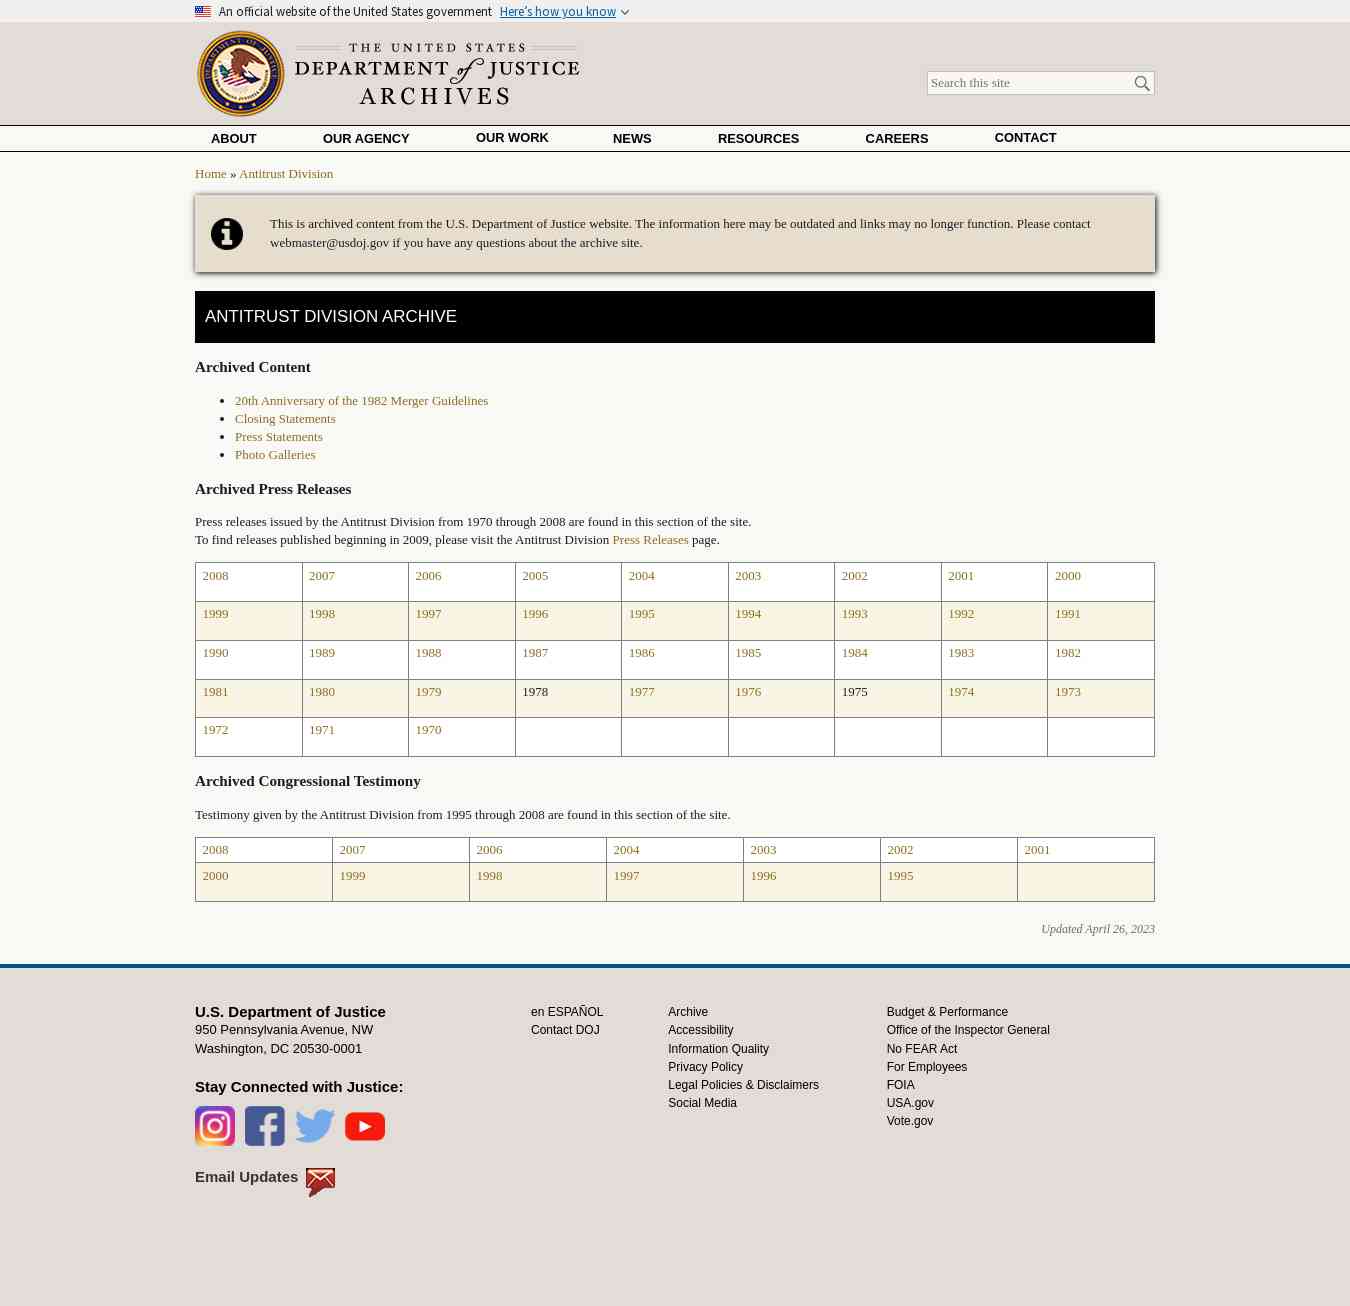 An official website of the United States government Here's how you know
THE UNITED STATES
DEPARTMENT of JUSTICE
ARCHIVES
Search this site
ABOUT OUR AGENCY OUR WORK NEWS RESOURCES CAREERS CONTACT
Home » Antitrust Division
This is archived content from the U.S. Department of Justice website. The information here may be outdated and links may no longer function. Please contact
webmaster@usdoj.gov if you have any questions about the archive site.
ANTITRUST DIVISION ARCHIVE
Archived Content
20th Anniversary of the 1982 Merger Guidelines
Closing Statements
Press Statements
Photo Galleries
Archived Press Releases
Press releases issued by the Antitrust Division from 1970 through 2008 are found in this section of the site.
To find releases published beginning in 2009, please visit the Antitrust Division Press Releases page.
2008 2007 2006 2005 2004 2003 2002 2001 2000
1999 1998 1997 1996 1995 1994 1993 1992 1991
1990 1989 1988 1987 1986 1985 1984 1983 1982
1981 1980 1979 1978 1977 1976 1975 1974 1973
1972 1971 1970
Archived Congressional Testimony
Testimony given by the Antitrust Division from 1995 through 2008 are found in this section of the site.
2008 2007 2006 2004 2003 2002 2001
2000 1999 1998 1997 1996 1995
Updated April 26, 2023
U.S. Department of Justice
950 Pennsylvania Avenue, NW
Washington, DC 20530-0001
Stay Connected with Justice:
Email Updates
en ESPAÑOL
Contact DOJ
Archive
Accessibility
Information Quality
Privacy Policy
Legal Policies & Disclaimers
Social Media
Budget & Performance
Office of the Inspector General
No FEAR Act
For Employees
FOIA
USA.gov
Vote.gov